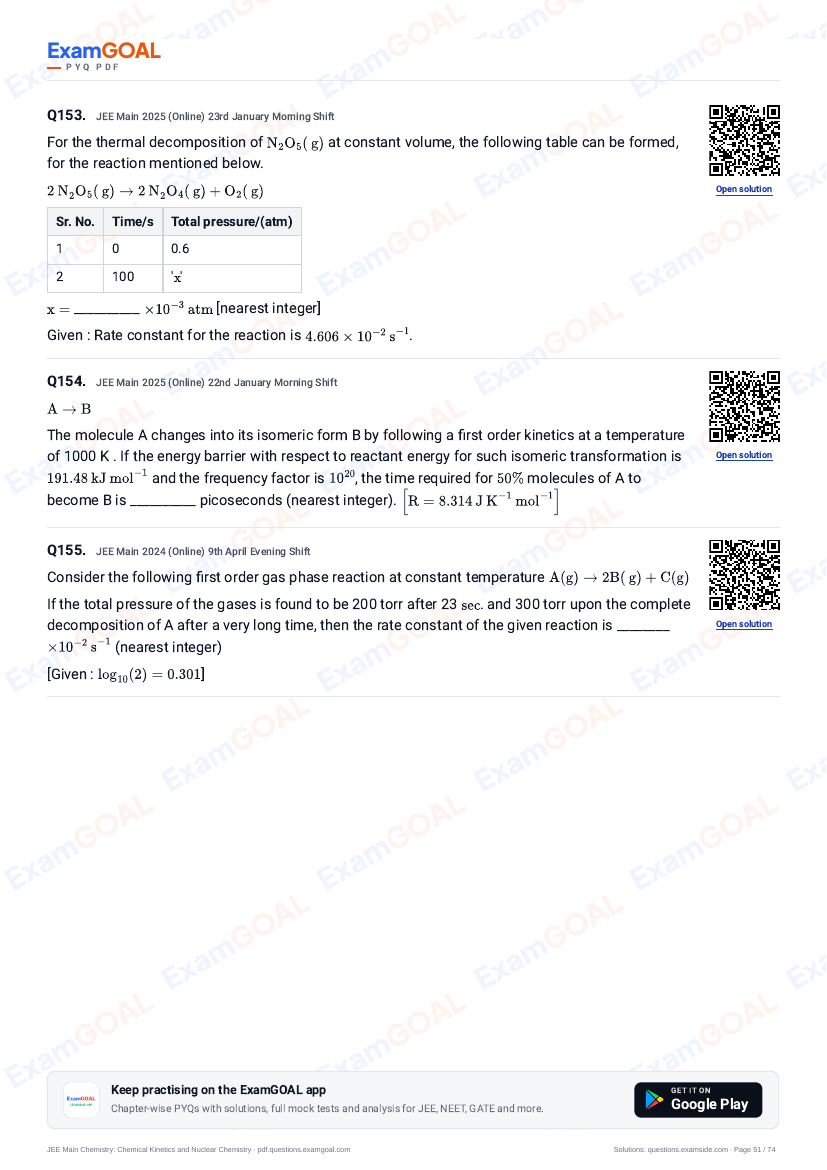 ExamGOAL
PYQ PDF
Q153. JEE Main 2025 (Online) 23rd January Morning Shift
For the thermal decomposition of N₂O₅( g) at constant volume, the following table can be formed,
for the reaction mentioned below.
2 N₂O₅( g) → 2 N₂O₄( g) + O₂( g)
Sr. No. Time/s Total pressure/(atm)
1 0 0.6
2 100 'x'
x = __________ ×10⁻³ atm [nearest integer]
Given : Rate constant for the reaction is 4.606 × 10⁻² s⁻¹.
Open solution
Q154. JEE Main 2025 (Online) 22nd January Morning Shift
A → B
The molecule A changes into its isomeric form B by following a first order kinetics at a temperature
of 1000 K . If the energy barrier with respect to reactant energy for such isomeric transformation is
191.48 kJ mol⁻¹ and the frequency factor is 10²⁰, the time required for 50% molecules of A to
become B is __________ picoseconds (nearest integer). [R = 8.314 J K⁻¹ mol⁻¹]
Open solution
Q155. JEE Main 2024 (Online) 9th April Evening Shift
Consider the following first order gas phase reaction at constant temperature A(g) → 2B( g) + C(g)
If the total pressure of the gases is found to be 200 torr after 23 sec. and 300 torr upon the complete
decomposition of A after a very long time, then the rate constant of the given reaction is ________
×10⁻² s⁻¹ (nearest integer)
[Given : log₁₀(2) = 0.301]
Open solution
Keep practising on the ExamGOAL app
Chapter-wise PYQs with solutions, full mock tests and analysis for JEE, NEET, GATE and more.
GET IT ON
Google Play
JEE Main Chemistry: Chemical Kinetics and Nuclear Chemistry · pdf.questions.examgoal.com
Solutions: questions.examside.com · Page 51 / 74